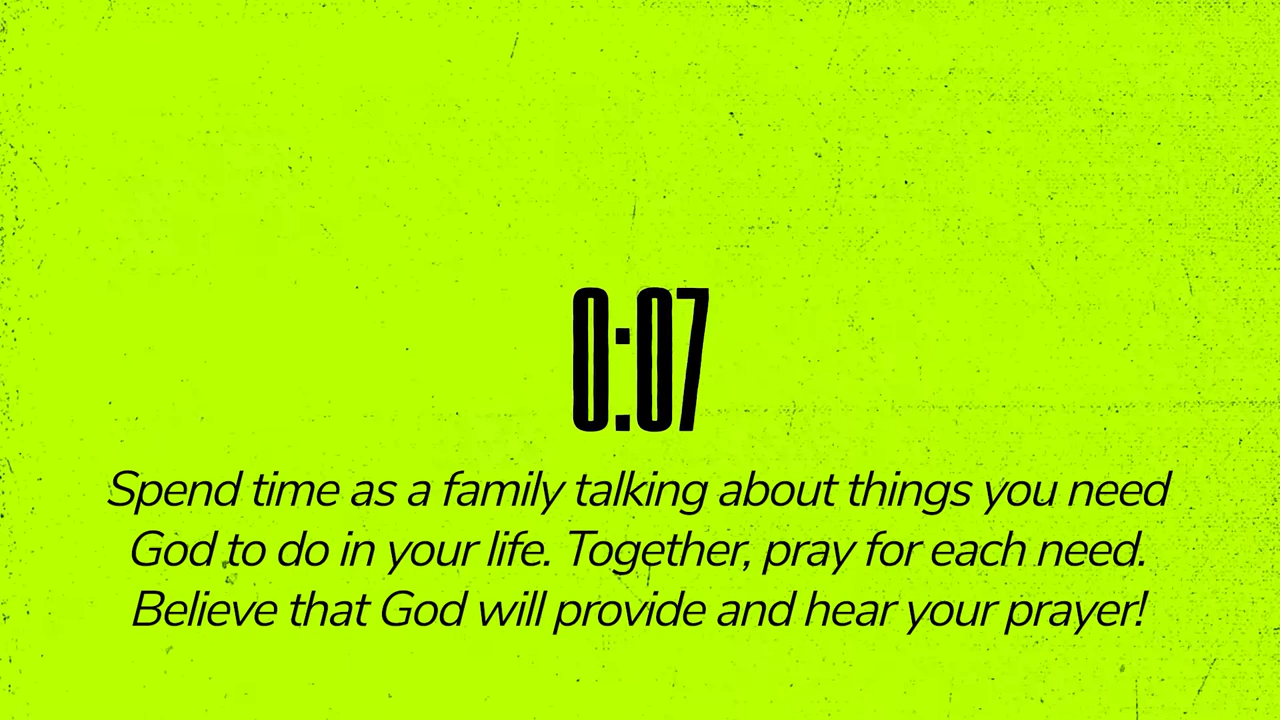 0:07
Spend time as a family talking about things you need
God to do in your life. Together, pray for each need.
Believe that God will provide and hear your prayer!